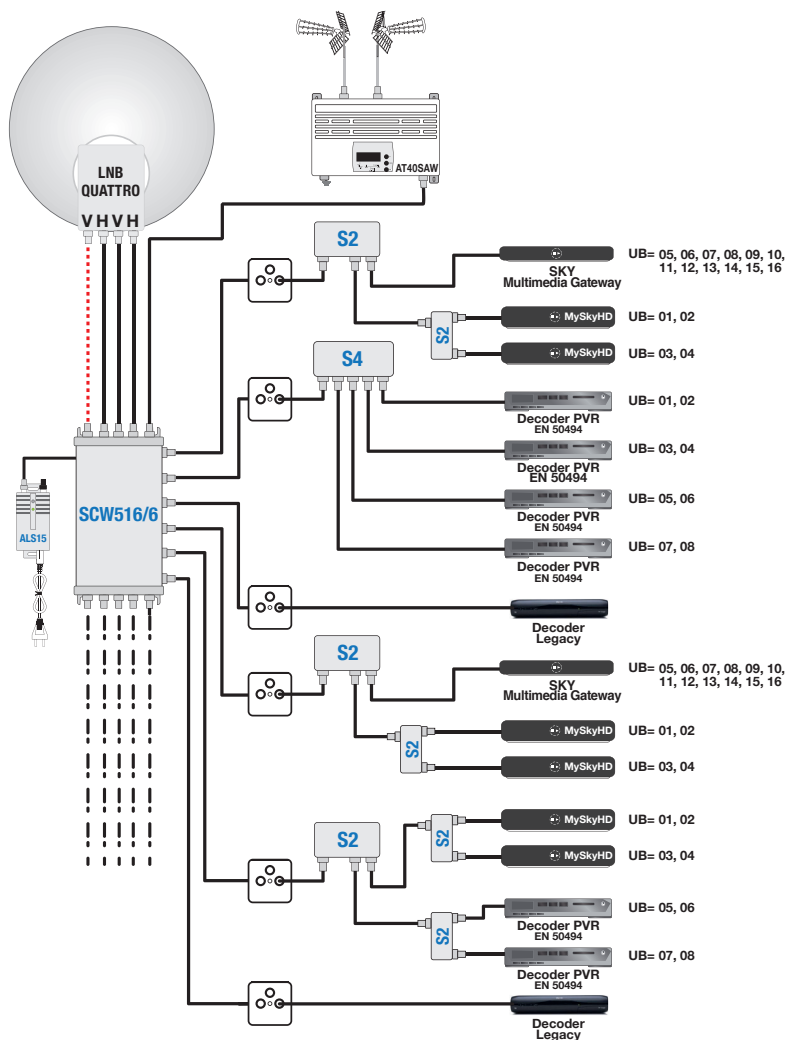 AT40SAW
LNB
QUATTRO
V H V H
S2
SKY
Multimedia Gateway
UB= 05, 06, 07, 08, 09, 10,
11, 12, 13, 14, 15, 16
S2
MySkyHD
UB= 01, 02
MySkyHD
UB= 03, 04
S4
Decoder PVR
EN 50494
UB= 01, 02
Decoder PVR
EN 50494
UB= 03, 04
Decoder PVR
EN 50494
UB= 05, 06
Decoder PVR
EN 50494
UB= 07, 08
SCW516/6
ALS15
Decoder
Legacy
S2
SKY
Multimedia Gateway
UB= 05, 06, 07, 08, 09, 10,
11, 12, 13, 14, 15, 16
S2
MySkyHD
UB= 01, 02
MySkyHD
UB= 03, 04
S2
S2
MySkyHD
UB= 01, 02
MySkyHD
UB= 03, 04
S2
Decoder PVR
EN 50494
UB= 05, 06
Decoder PVR
EN 50494
UB= 07, 08
Decoder
Legacy